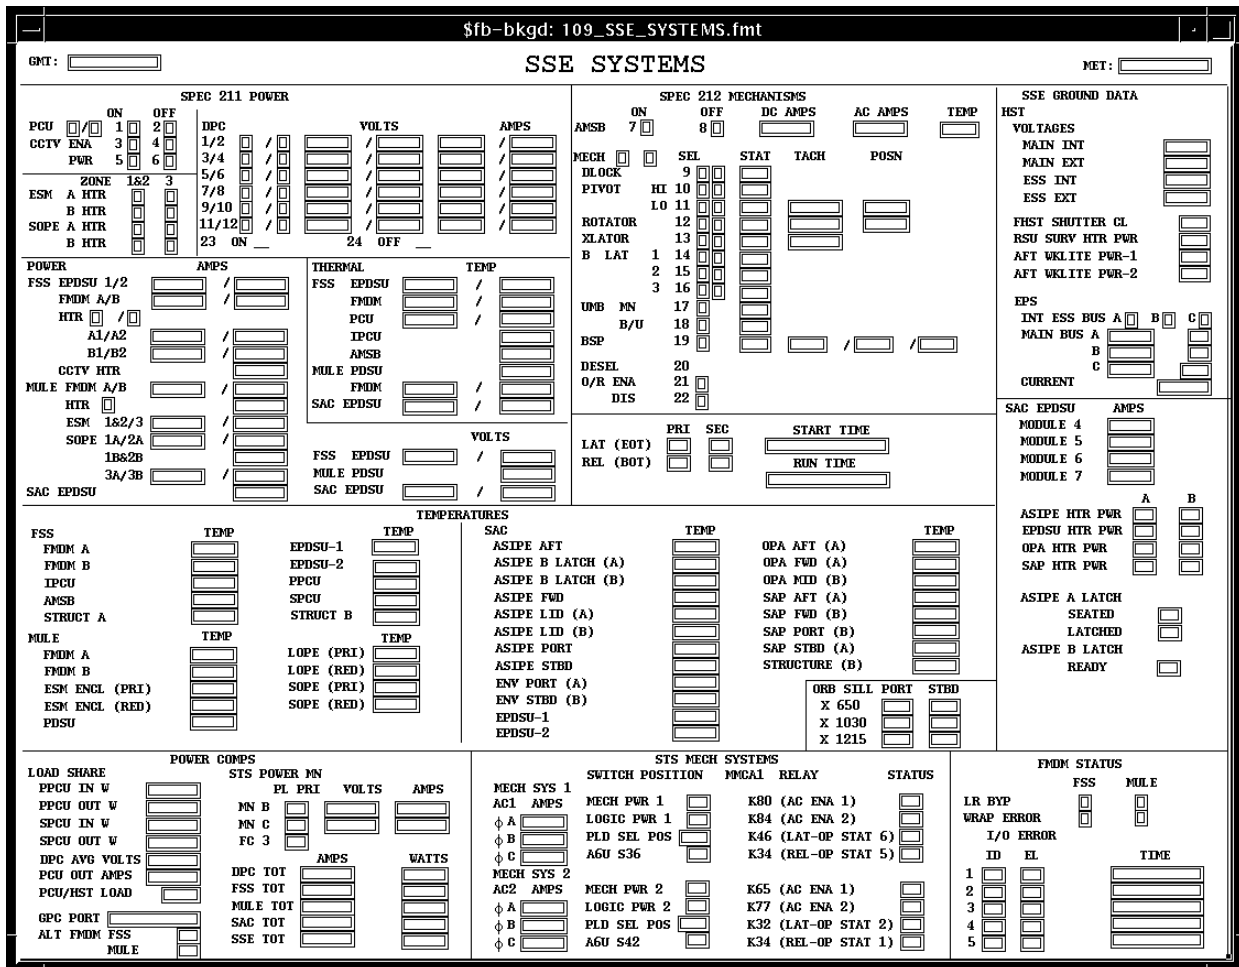 $fb-bkgd: 109_SSE_SYSTEMS.fmt
GMT:
SSE SYSTEMS
MET:
SPEC 211 POWER
ON OFF
PCU / 1 2
CCTV ENA 3 4
PWR 5 6
ZONE 1&2 3
ESM A HTR
B HTR
SOPE A HTR
B HTR
DPC VOLTS AMPS
1/2 / / /
3/4 / / /
5/6 / / /
7/8 / / /
9/10 / / /
11/12 / / /
23 ON __ 24 OFF __
POWER AMPS
FSS EPDSU 1/2 /
FMDM A/B /
HTR /
A1/A2 /
B1/B2 /
CCTV HTR
MULE FMDM A/B /
HTR
ESM 1&2/3 /
SOPE 1A/2A /
1B&2B
3A/3B /
SAC EPDSU
THERMAL TEMP
FSS EPDSU /
FMDM
PCU /
IPCU
AMSB
MULE PDSU
FMDM /
SAC EPDSU /
VOLTS
FSS EPDSU /
MULE PDSU
SAC EPDSU /
SPEC 212 MECHANISMS
ON OFF DC AMPS AC AMPS TEMP
AMSB 7 8
MECH SEL STAT TACH POSN
DLOCK 9
PIVOT HI 10
LO 11
ROTATOR 12
XLATOR 13
B LAT 1 14
2 15
3 16
UMB MN 17
B/U 18
BSP 19 / /
DESEL 20
O/R ENA 21
DIS 22
PRI SEC START TIME
LAT (EOT)
REL (BOT) RUN TIME
SSE GROUND DATA
HST
VOLTAGES
MAIN INT
MAIN EXT
ESS INT
ESS EXT
FHST SHUTTER CL
RSU SURV HTR PWR
AFT WKLITE PWR-1
AFT WKLITE PWR-2
EPS
INT ESS BUS A B C
MAIN BUS A
B
C
CURRENT
SAC EPDSU AMPS
MODULE 4
MODULE 5
MODULE 6
MODULE 7
A B
ASIPE HTR PWR
EPDSU HTR PWR
OPA HTR PWR
SAP HTR PWR
ASIPE A LATCH
SEATED
LATCHED
ASIPE B LATCH
READY
TEMPERATURES
FSS TEMP TEMP
FMDM A EPDSU-1
FMDM B EPDSU-2
IPCU PPCU
AMSB SPCU
STRUCT A STRUCT B
MULE TEMP TEMP
FMDM A LOPE (PRI)
FMDM B LOPE (RED)
ESM ENCL (PRI) SOPE (PRI)
ESM ENCL (RED) SOPE (RED)
PDSU
SAC TEMP TEMP
ASIPE AFT OPA AFT (A)
ASIPE B LATCH (A) OPA FWD (A)
ASIPE B LATCH (B) OPA MID (B)
ASIPE FWD SAP AFT (A)
ASIPE LID (A) SAP FWD (B)
ASIPE LID (B) SAP PORT (B)
ASIPE PORT SAP STBD (A)
ASIPE STBD STRUCTURE (B)
ENV PORT (A)
ENV STBD (B)
EPDSU-1
EPDSU-2
ORB SILL PORT STBD
X 650
X 1030
X 1215
POWER COMPS
LOAD SHARE
PPCU IN W
PPCU OUT W
SPCU IN W
SPCU OUT W
DPC AVG VOLTS
PCU OUT AMPS
PCU/HST LOAD
GPC PORT
ALT FMDM FSS
MULE
STS POWER MN
PL PRI VOLTS AMPS
MN B
MN C
FC 3
AMPS WATTS
DPC TOT
FSS TOT
MULE TOT
SAC TOT
SSE TOT
STS MECH SYSTEMS
SWITCH POSITION MMCA1 RELAY STATUS
MECH SYS 1
AC1 AMPS MECH PWR 1 K80 (AC ENA 1)
ϕ A LOGIC PWR 1 K84 (AC ENA 2)
ϕ B PLD SEL POS K46 (LAT-OP STAT 6)
ϕ C A6U S36 K34 (REL-OP STAT 5)
MECH SYS 2
AC2 AMPS MECH PWR 2 K65 (AC ENA 1)
ϕ A LOGIC PWR 2 K77 (AC ENA 2)
ϕ B PLD SEL POS K32 (LAT-OP STAT 2)
ϕ C A6U S42 K34 (REL-OP STAT 1)
FMDM STATUS
FSS MULE
LR BYP
WRAP ERROR
I/O ERROR
ID EL TIME
1
2
3
4
5